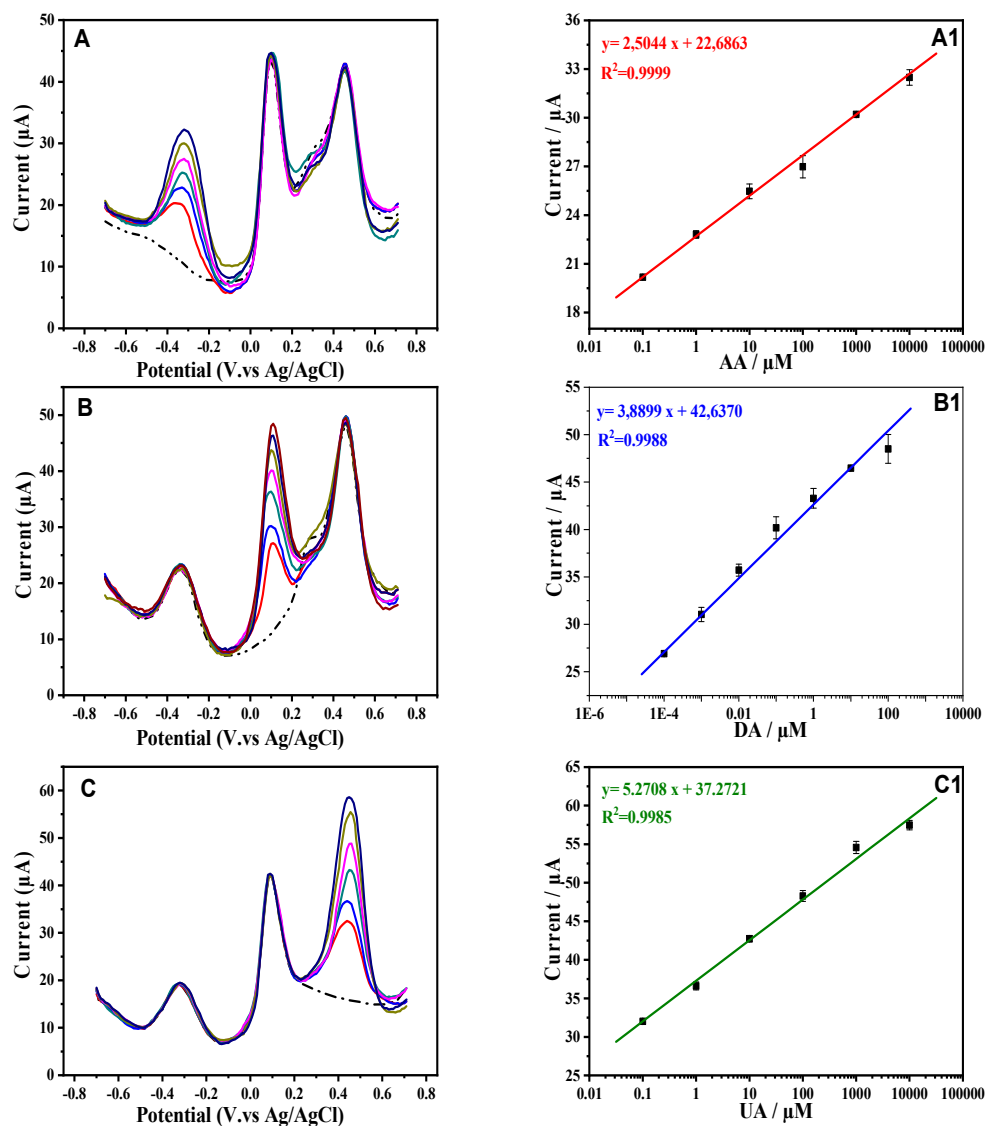 A
Current (µA)
50
40
30
20
10
0
-0.8 -0.6 -0.4 -0.2 0.0 0.2 0.4 0.6 0.8
Potential (V.vs Ag/AgCl)
A1
y= 2,5044 x + 22,6863
R²=0.9999
Current / µA
36
33
30
27
24
21
18
0.01 0.1 1 10 100 1000 10000 100000
AA / µM
B
Current (µA)
50
40
30
20
10
0
-0.8 -0.6 -0.4 -0.2 0.0 0.2 0.4 0.6 0.8
Potential (V.vs Ag/AgCl)
B1
y= 3,8899 x + 42,6370
R²=0.9988
Current / µA
55
50
45
40
35
30
25
1E-6 1E-4 0.01 1 100 10000
DA / µM
C
Current (µA)
60
50
40
30
20
10
0
-0.8 -0.6 -0.4 -0.2 0.0 0.2 0.4 0.6 0.8
Potential (V.vs Ag/AgCl)
C1
y= 5.2708 x + 37.2721
R²=0.9985
Current / µA
65
60
55
50
45
40
35
30
25
0.01 0.1 1 10 100 1000 10000 100000
UA / µM